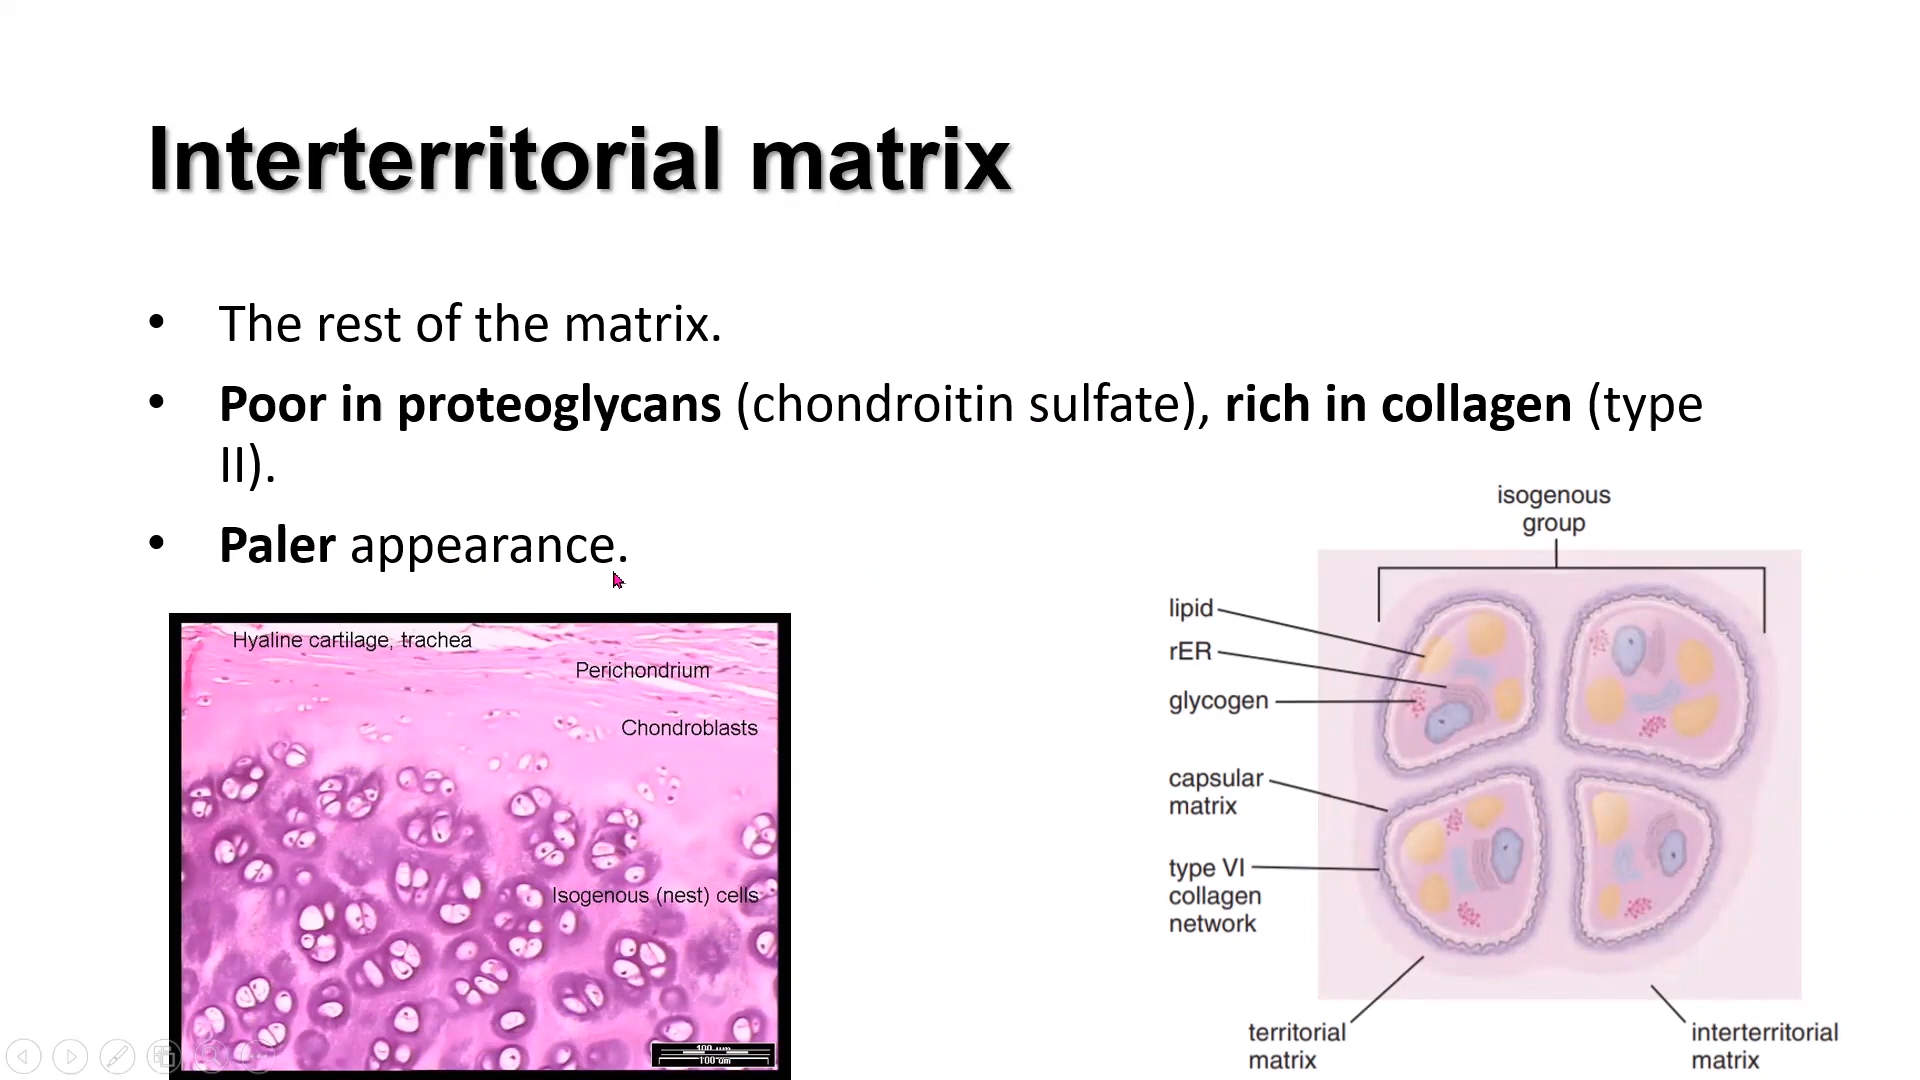 Interterritorial matrix
• The rest of the matrix.
• Poor in proteoglycans (chondroitin sulfate), rich in collagen (type
II).
• Paler appearance.
Hyaline cartilage, trachea
Perichondrium
Chondroblasts
Isogenous (nest) cells
100 um
100 um
isogenous
group
lipid
rER
glycogen
capsular
matrix
type VI
collagen
network
territorial
matrix
interterritorial
matrix